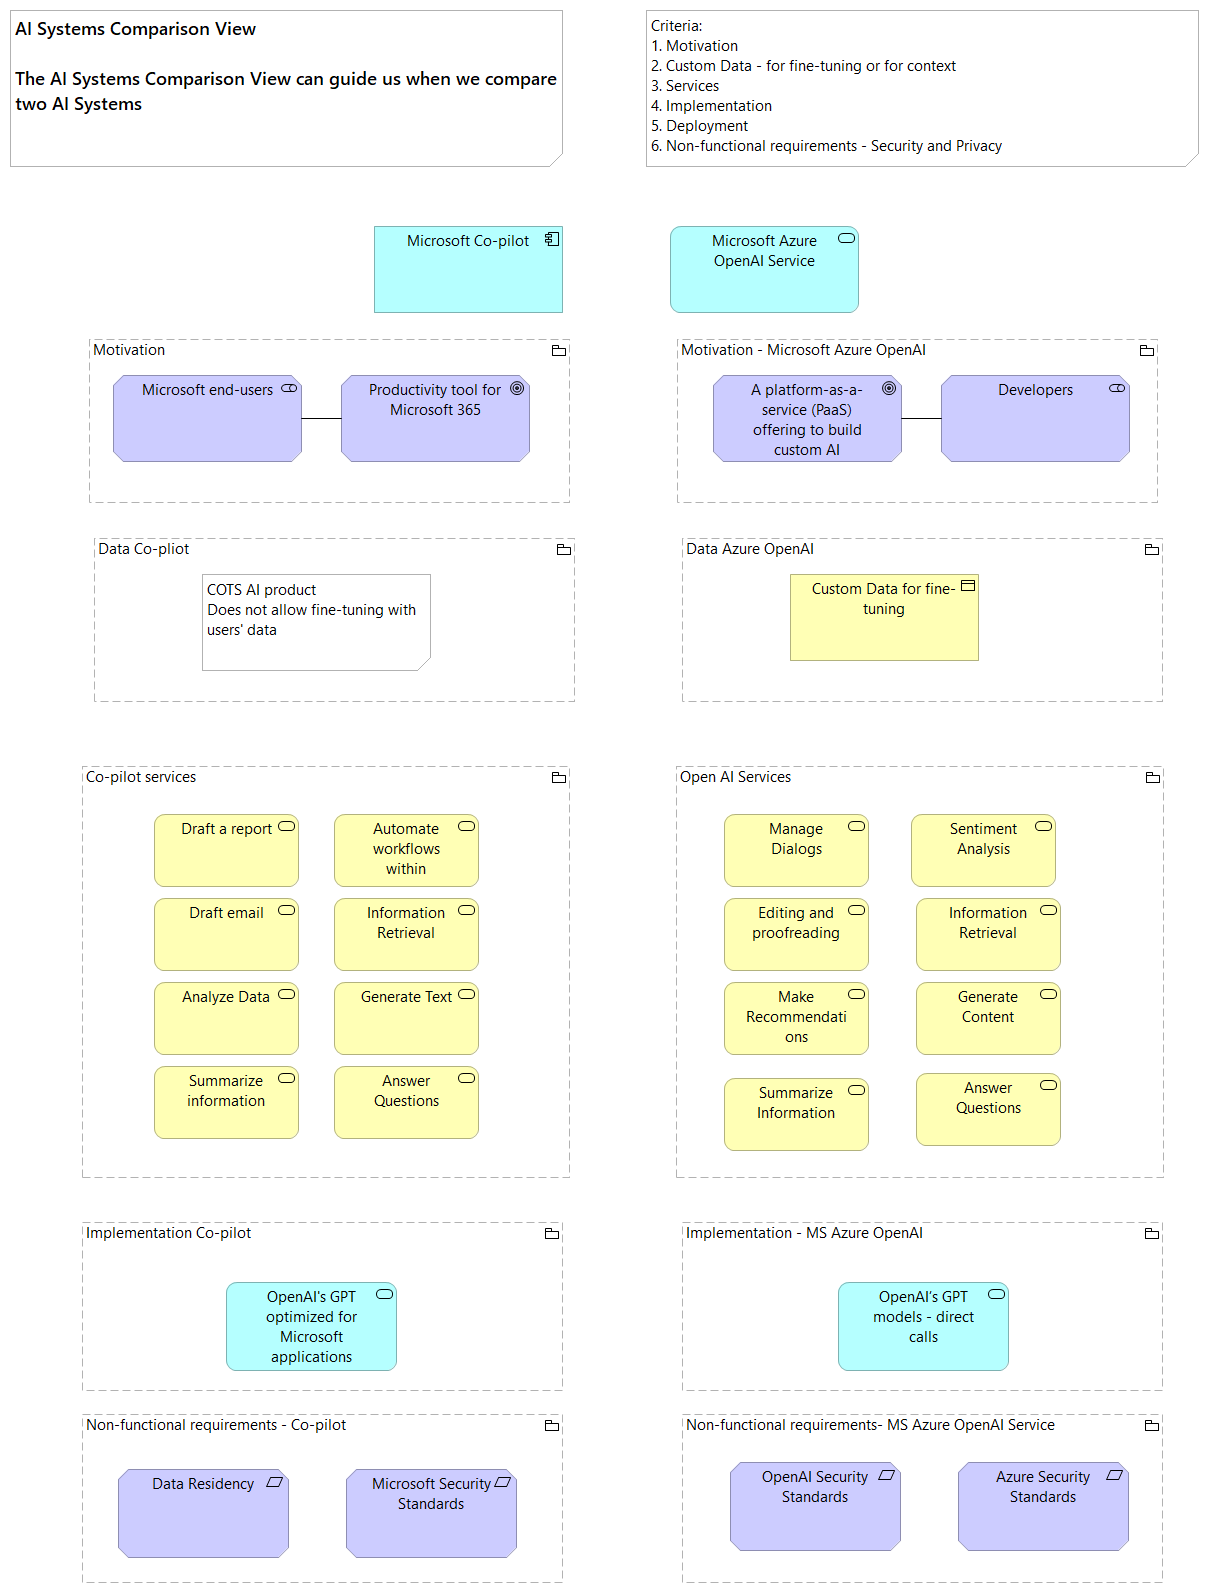 AI Systems Comparison View
The AI Systems Comparison View can guide us when we compare
two AI Systems
Criteria:
1. Motivation
2. Custom Data - for fine-tuning or for context
3. Services
4. Implementation
5. Deployment
6. Non-functional requirements - Security and Privacy
Microsoft Co-pilot
Microsoft Azure
OpenAI Service
Motivation
Microsoft end-users
Productivity tool for
Microsoft 365
Motivation - Microsoft Azure OpenAI
A platform-as-a-
service (PaaS)
offering to build
custom AI
Developers
Data Co-pliot
COTS AI product
Does not allow fine-tuning with
users' data
Data Azure OpenAI
Custom Data for fine-
tuning
Co-pilot services
Draft a report
Automate
workflows
within
Draft email
Information
Retrieval
Analyze Data
Generate Text
Summarize
information
Answer
Questions
Open AI Services
Manage
Dialogs
Sentiment
Analysis
Editing and
proofreading
Information
Retrieval
Make
Recommendati
ons
Generate
Content
Summarize
Information
Answer
Questions
Implementation Co-pilot
OpenAI's GPT
optimized for
Microsoft
applications
Implementation - MS Azure OpenAI
OpenAI's GPT
models - direct
calls
Non-functional requirements - Co-pilot
Data Residency
Microsoft Security
Standards
Non-functional requirements- MS Azure OpenAI Service
OpenAI Security
Standards
Azure Security
Standards